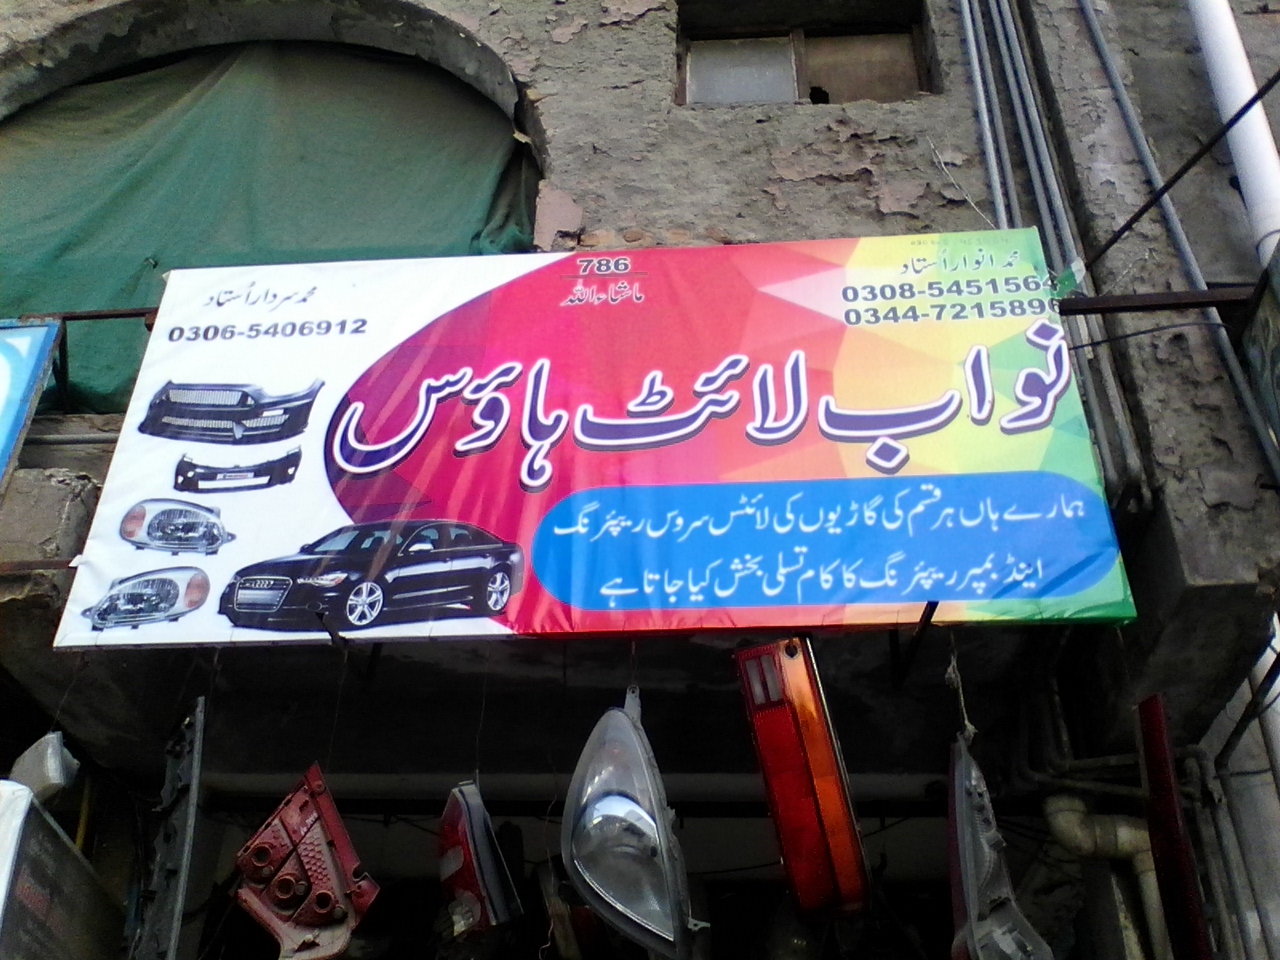 786
ماشاءاللہ
محمد انوار اُستاد
0308-5451564
0344-7215896
محمد سردار اُستاد
0306-5406912
نواب لائٹ ہاؤس
ہمارے ہاں ہر قسم کی گاڑیوں کی لائٹس سروس ریپئرنگ
اینڈ بمپر ریپئرنگ کا کام تسلی بخش کیا جاتا ہے